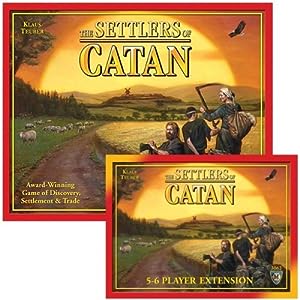 KLAUS
TEUBER
THE SETTLERS OF
CATAN
Award-Winning
Game of Discovery,
Settlement & Trade
KLAUS
TEUBER
THE SETTLERS OF
CATAN
5-6 PLAYER EXTENSION